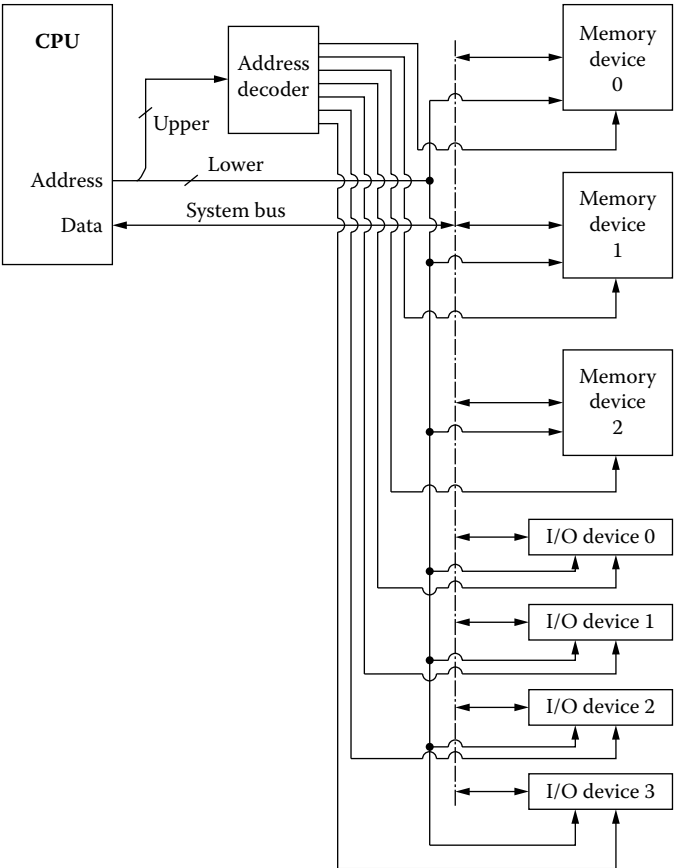 CPU
Address
decoder
Upper
Address
Lower
Data
System bus
Memory
device
0
Memory
device
1
Memory
device
2
I/O device 0
I/O device 1
I/O device 2
I/O device 3